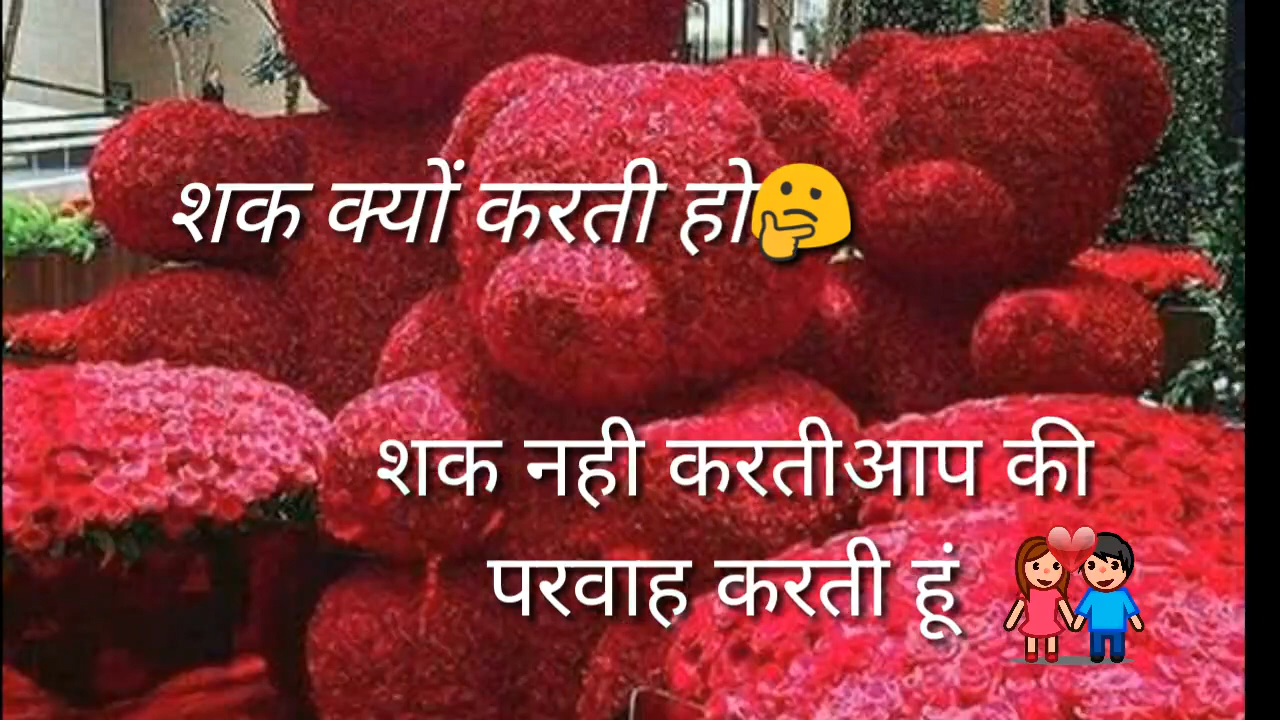 शक क्यों करती हो🤔
शक नही करतीआप की
परवाह करती हूं